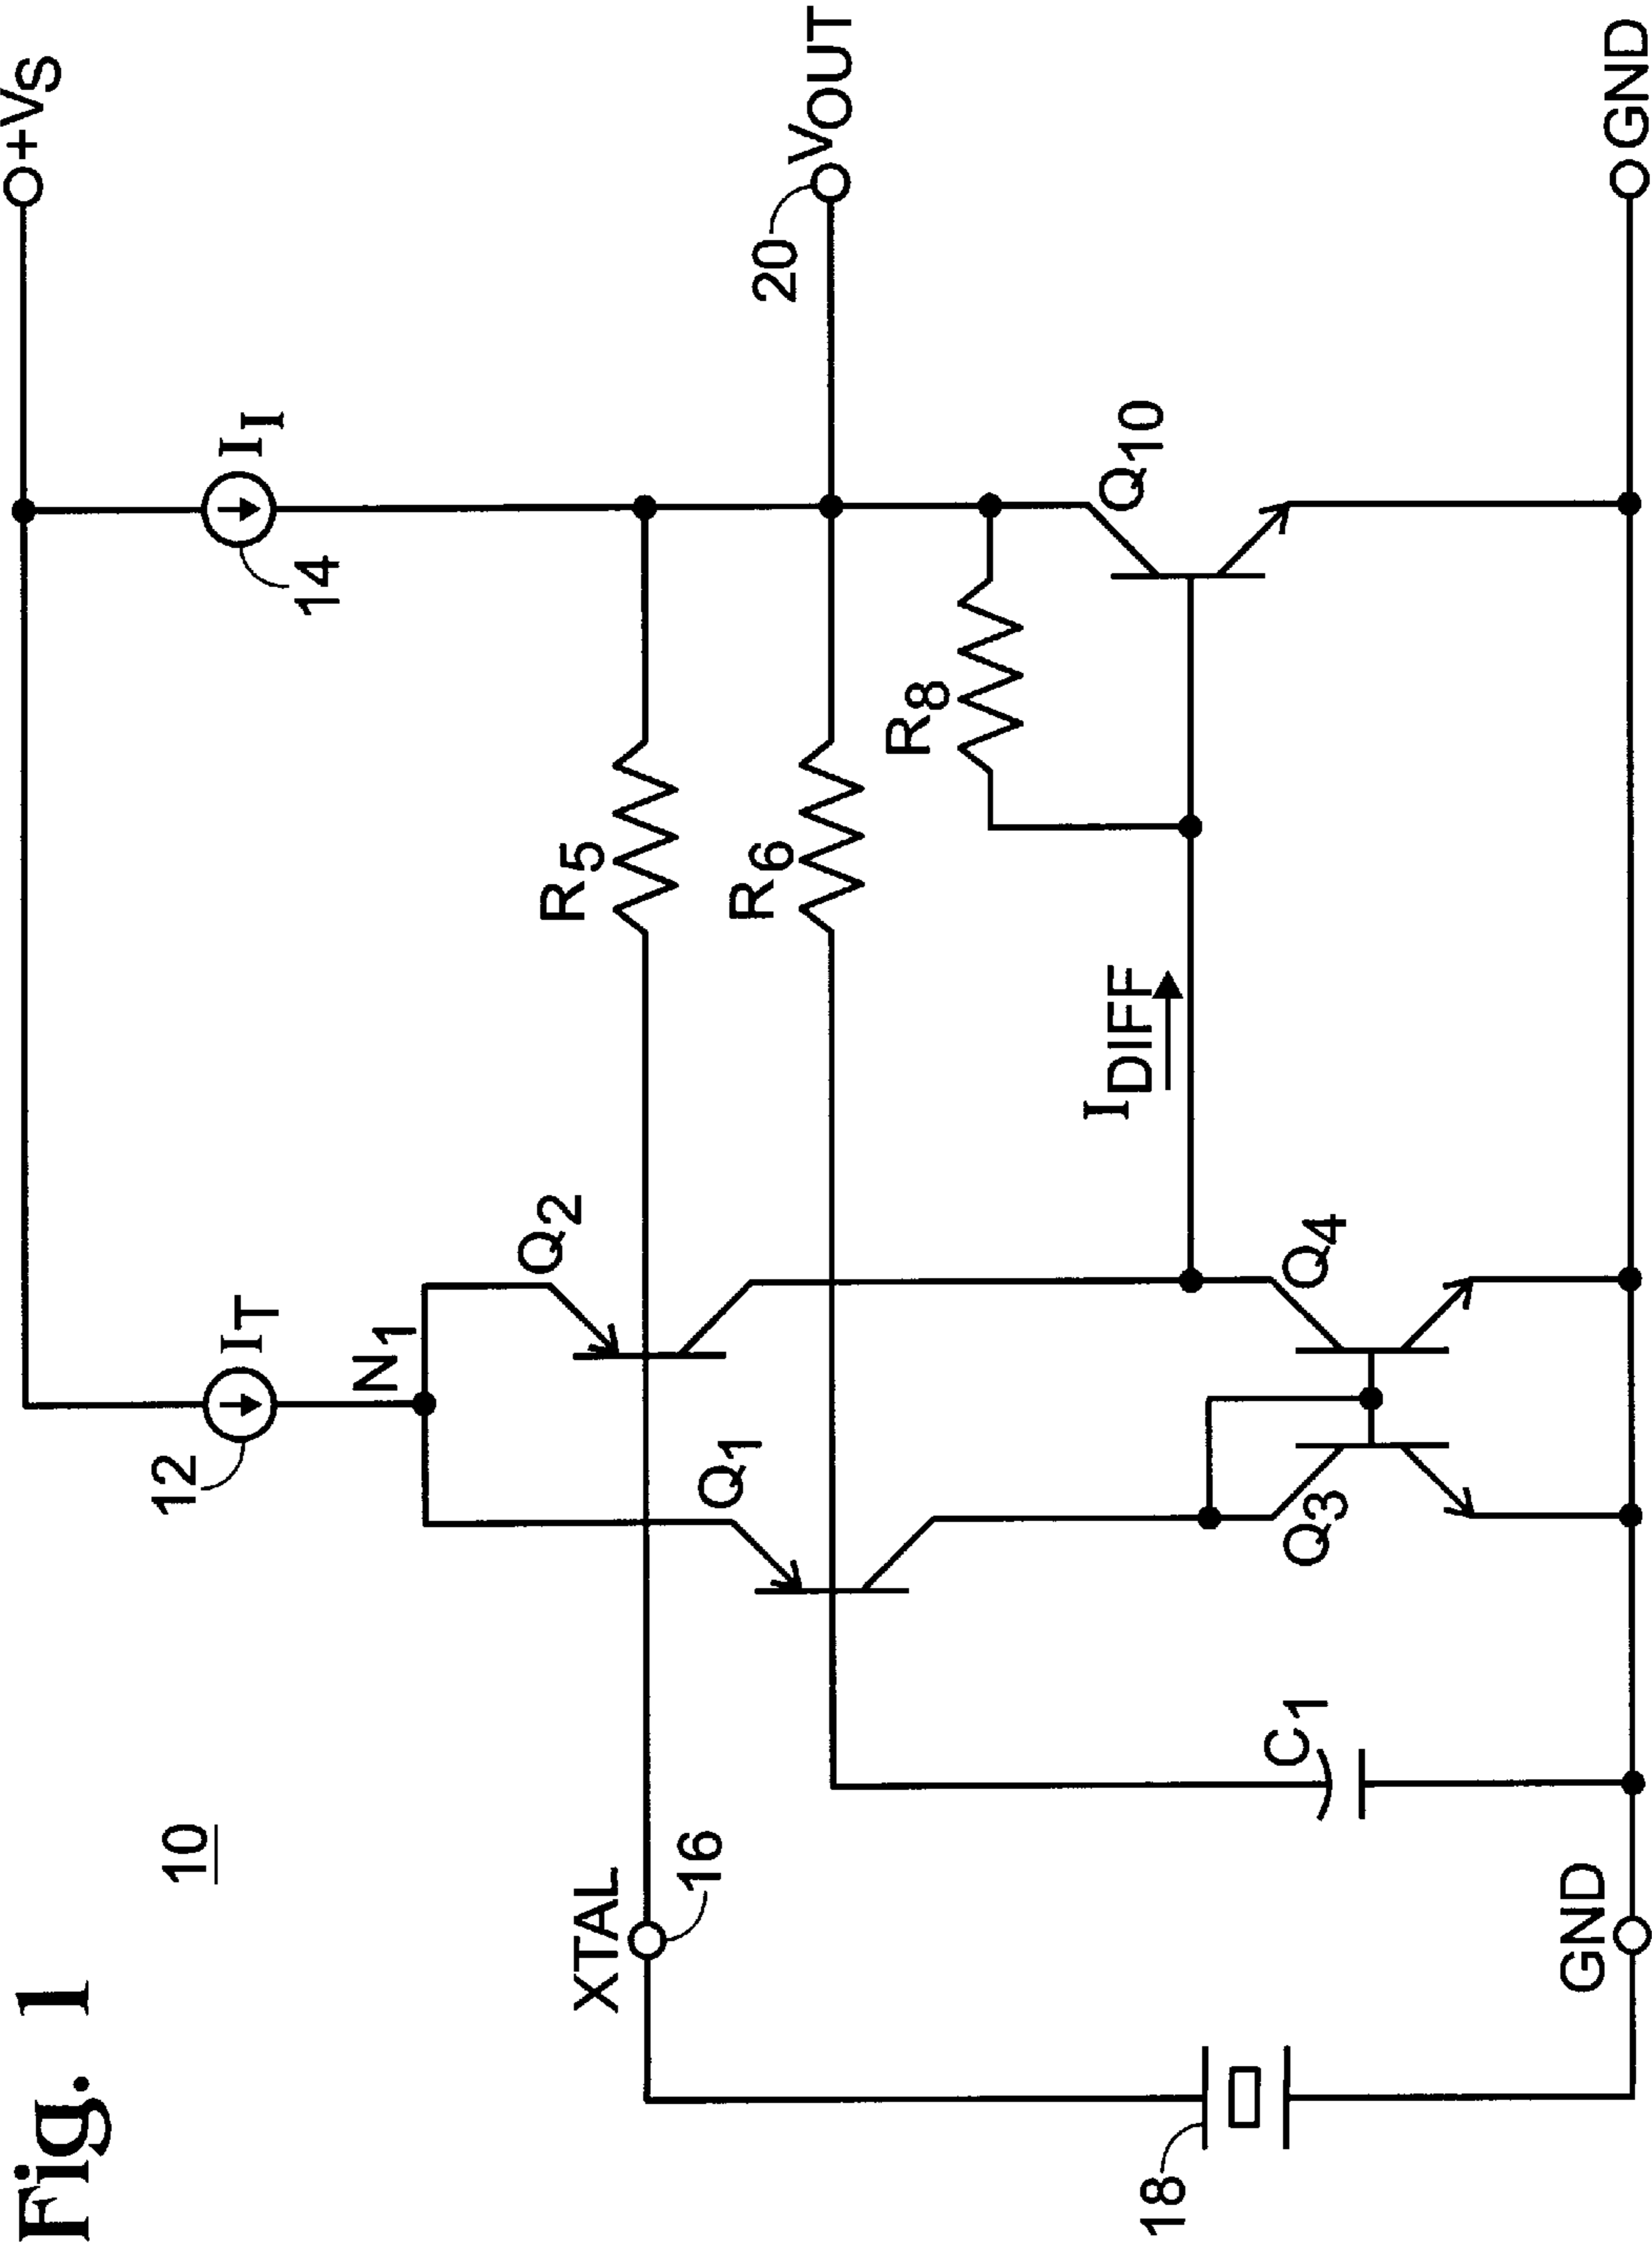 Fig. 1
10
+VS
12
IT
14
II
N1
Q2
XTAL
16
R5
Q1
R6
20
VOUT
R8
IDIFF
Q10
18
C1
Q3
Q4
GND
GND